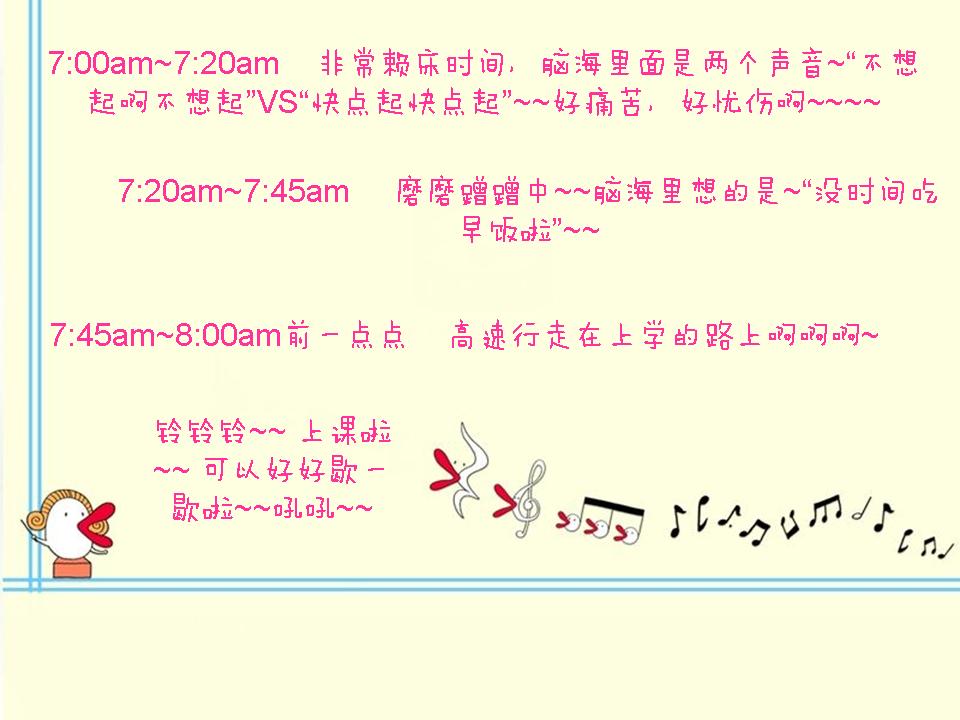 7:00am~7:20am 非常赖床时间，脑海里面是两个声音~“不想
起啊不想起”VS“快点起快点起”~~好痛苦，好忧伤啊~~~~
7:20am~7:45am 磨磨蹭蹭中~~脑海里想的是~“没时间吃
早饭啦”~~
7:45am~8:00am前一点点 高速行走在上学的路上啊啊啊~
铃铃铃~~ 上课啦
~~ 可以好好歇一
歇啦~~吼吼~~